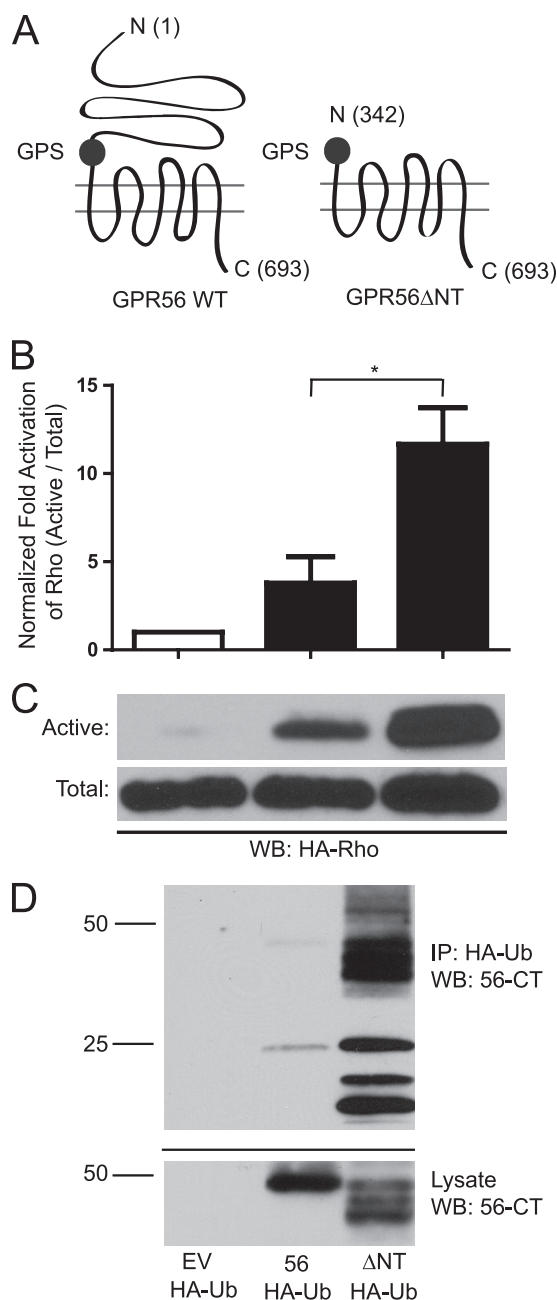 A
N (1)
N (342)
GPS
GPS
C (693)
C (693)
GPR56 WT
GPR56ΔNT
B
*
Normalized Fold Activation
of Rho (Active / Total)
15
10
5
0
C
Active:
Total:
WB: HA-Rho
D
50
25
IP: HA-Ub
WB: 56-CT
50
Lysate
WB: 56-CT
EV
HA-Ub
56
HA-Ub
ΔNT
HA-Ub